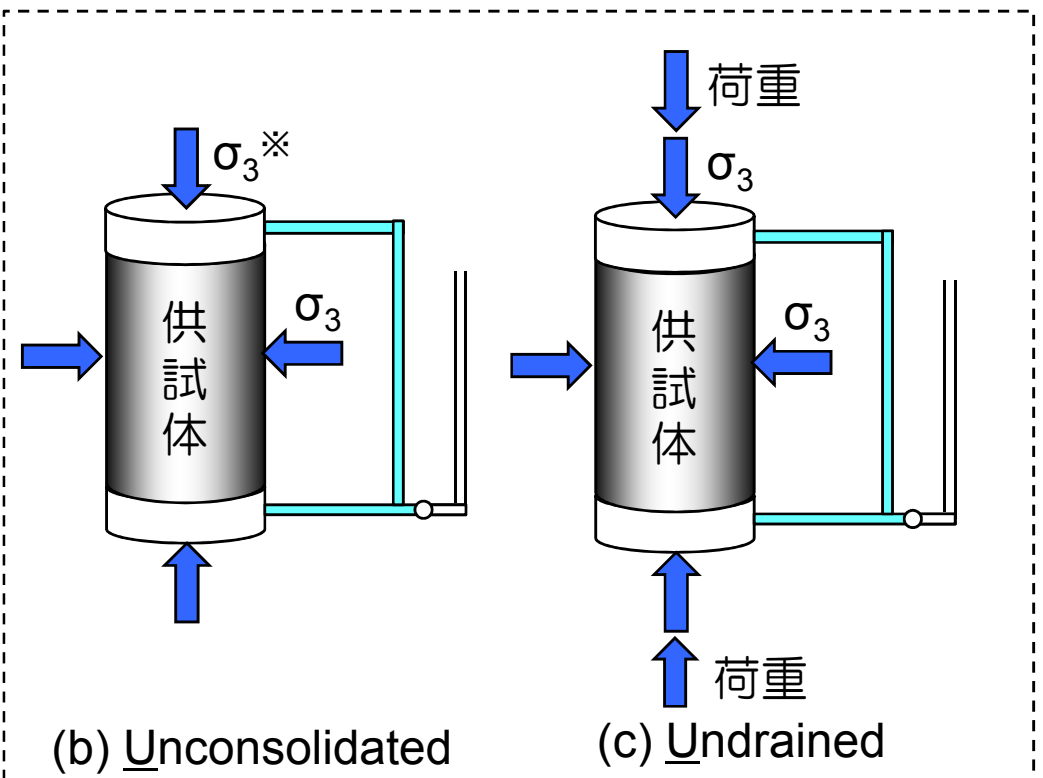 σ3※
σ3
供試体
(b) Unconsolidated
荷重
σ3
σ3
供試体
荷重
(c) Undrained